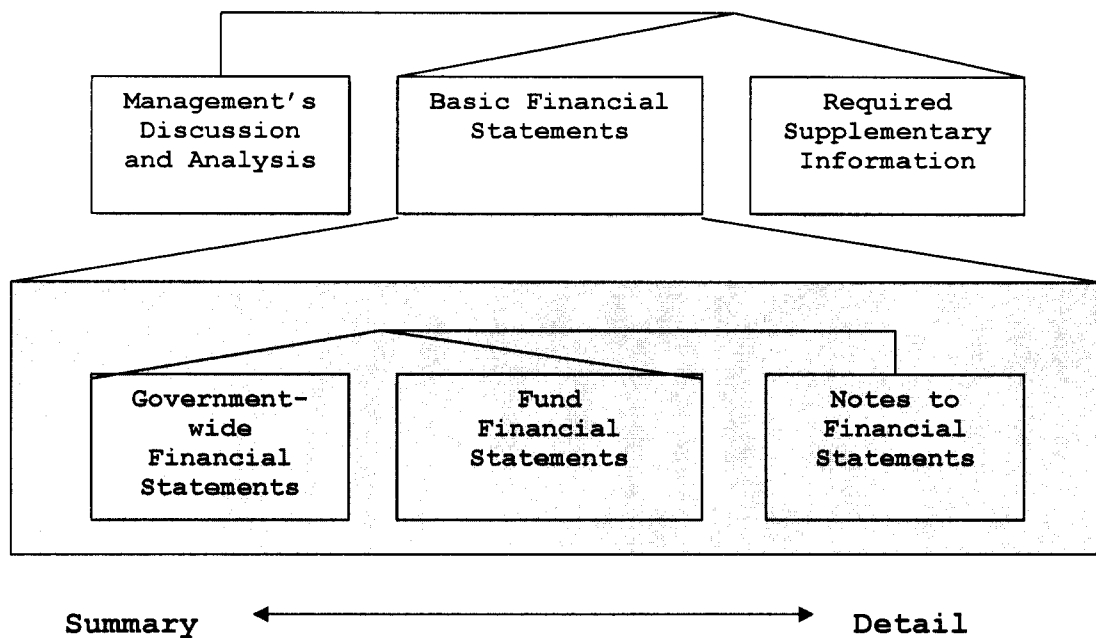 Management's
Discussion
and Analysis
Basic Financial
Statements
Required
Supplementary
Information
Government-
wide
Financial
Statements
Fund
Financial
Statements
Notes to
Financial
Statements
Summary
Detail